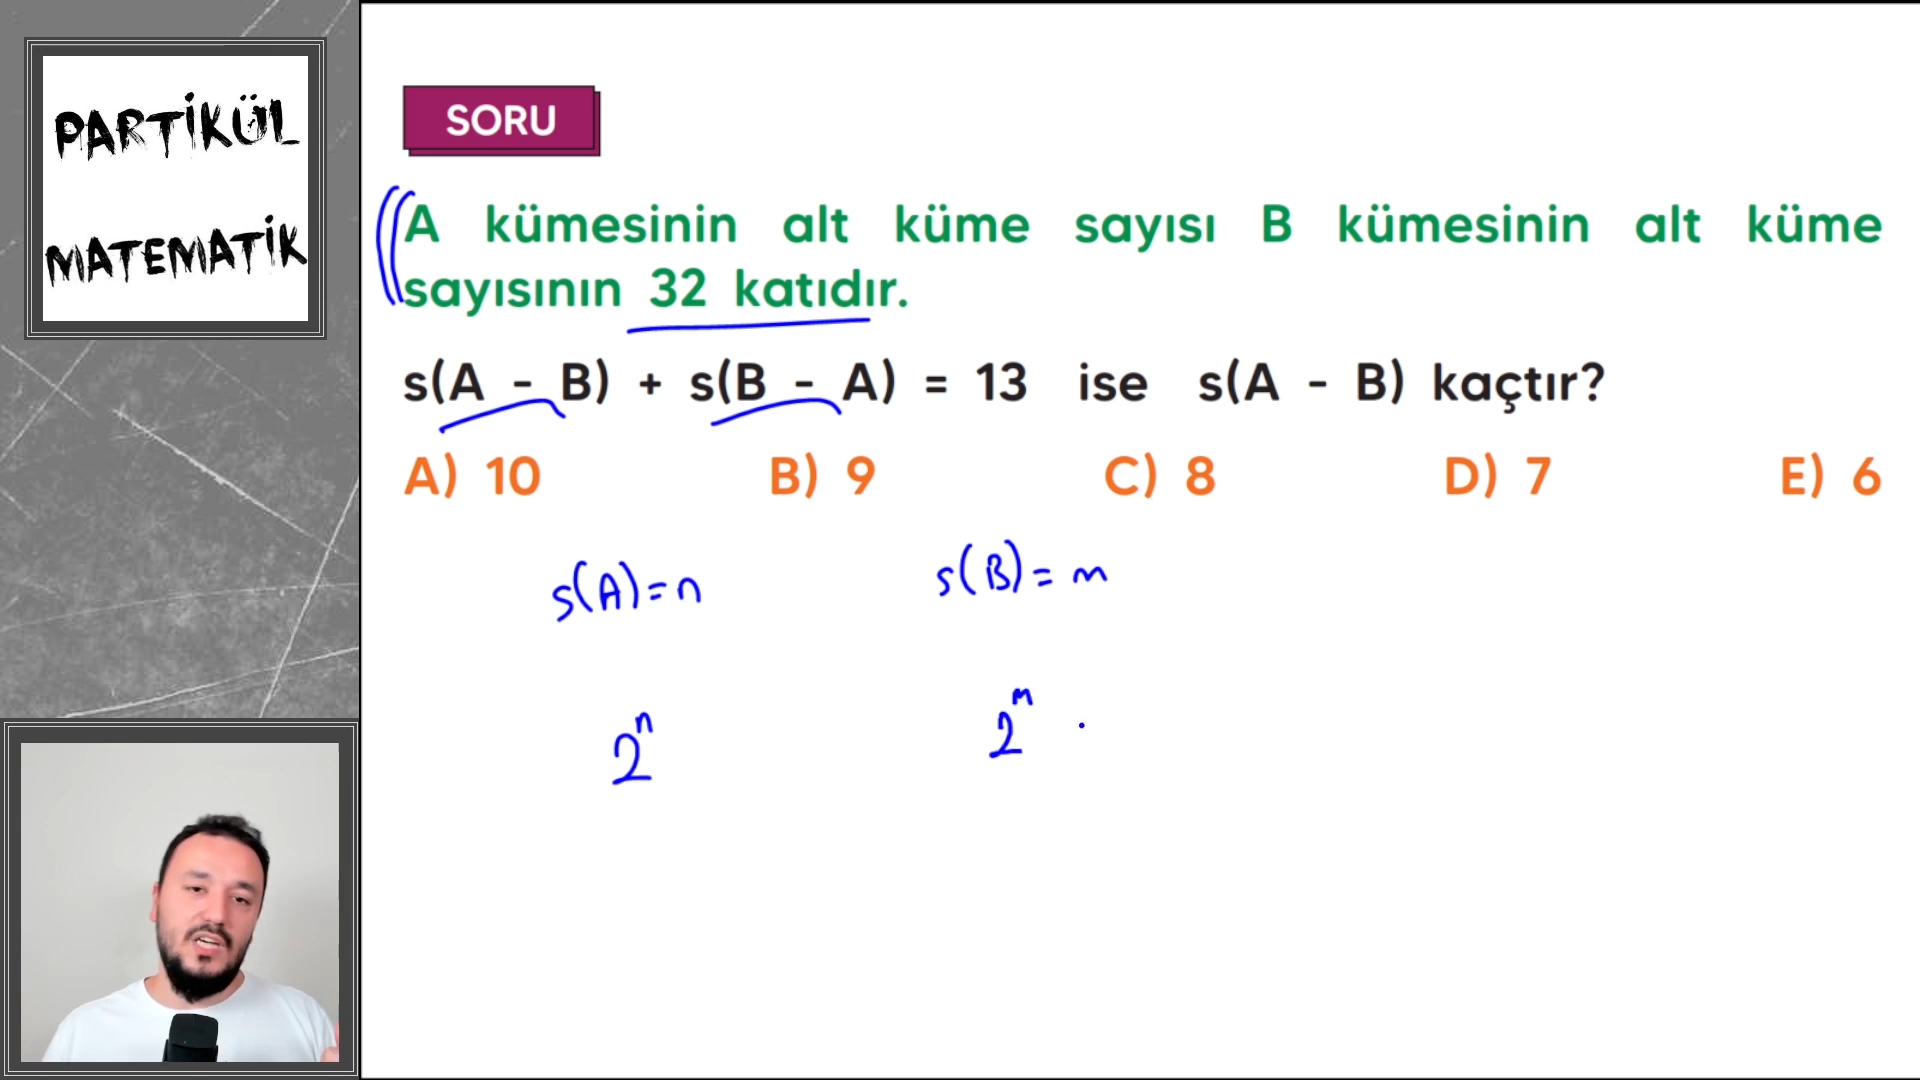 PARTİKÜL
MATEMATİK
SORU
A kümesinin alt küme sayısı B kümesinin alt küme
sayısının 32 katıdır.
s(A - B) + s(B - A) = 13 ise s(A - B) kaçtır?
A) 10 B) 9 C) 8 D) 7 E) 6
s(A)=n s(B)=m
2^n 2^m .